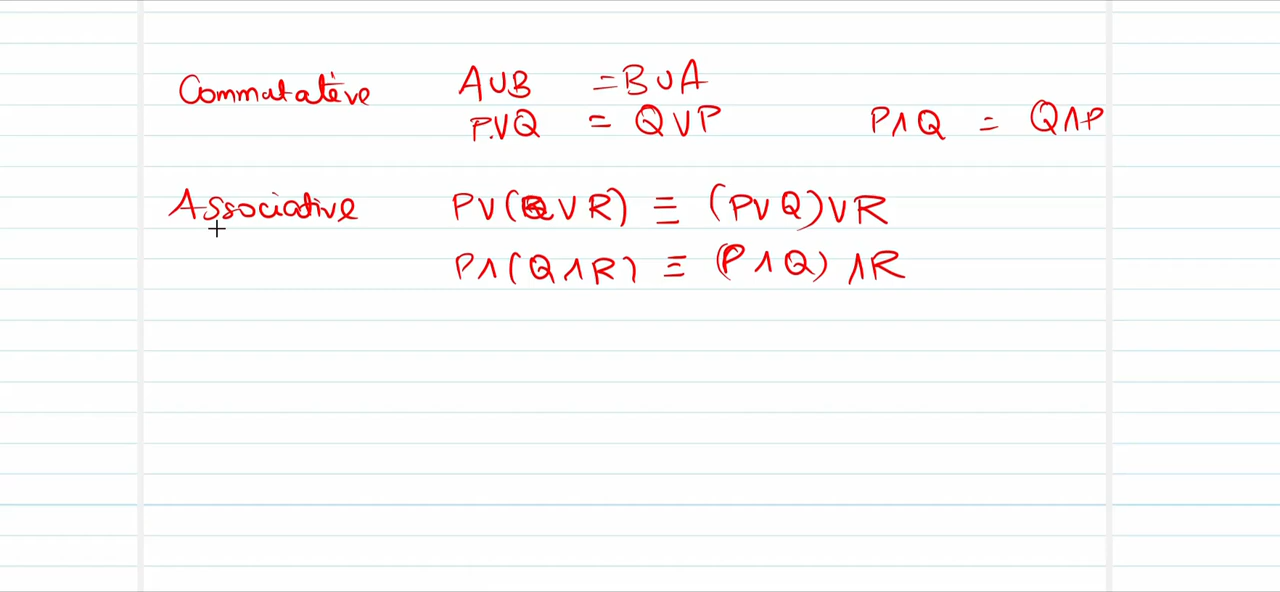 Commutative A∪B = B∪A
P∨Q = Q∨P P∧Q = Q∧P
Associative P∨(Q∨R) ≡ (P∨Q)∨R
P∧(Q∧R) ≡ (P∧Q)∧R